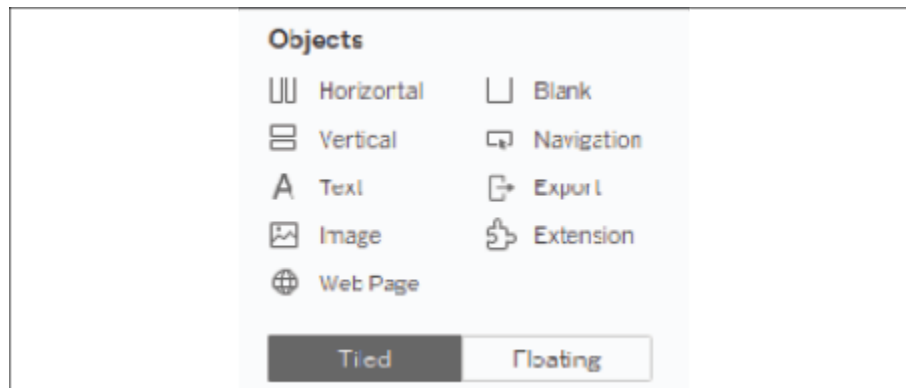 Objects
Horizontal Blank
Vertical Navigation
Text Export
Image Extension
Web Page
Tiled Floating